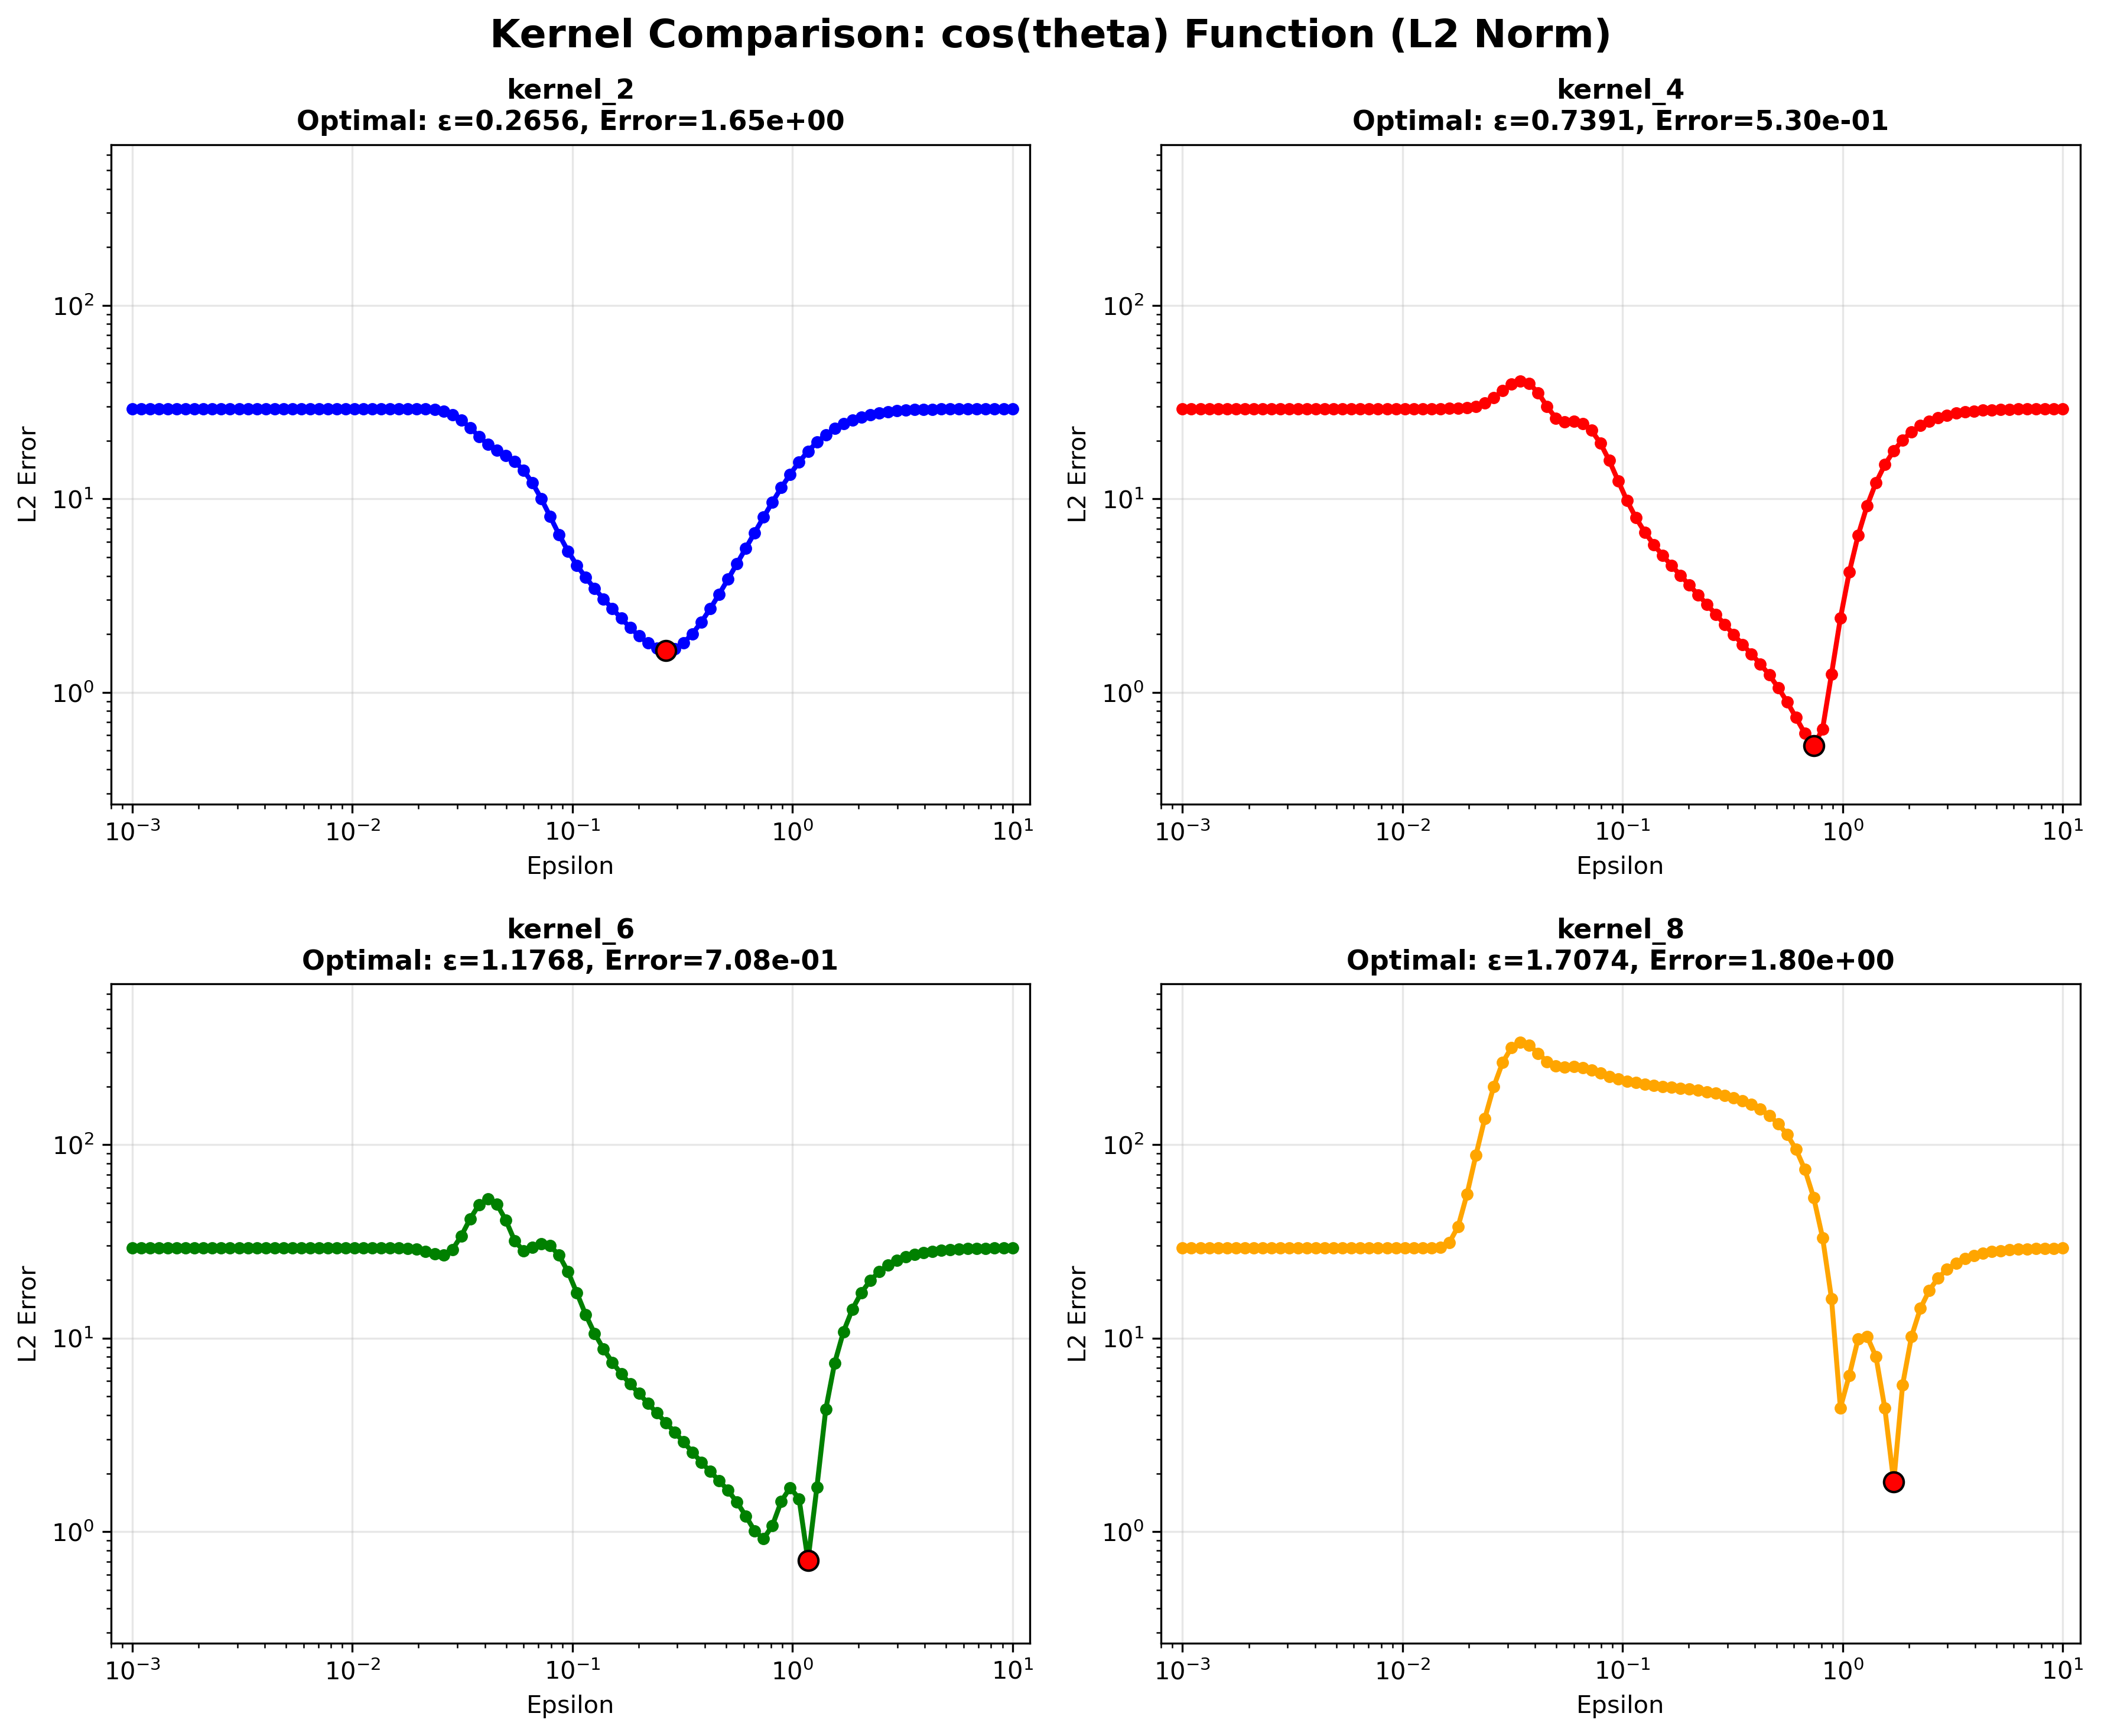 Kernel Comparison: cos(theta) Function (L2 Norm)
kernel_2
Optimal: ε=0.2656, Error=1.65e+00
L2 Error
10²
10¹
10⁰
10⁻³ 10⁻² 10⁻¹ 10⁰ 10¹
Epsilon
kernel_4
Optimal: ε=0.7391, Error=5.30e-01
L2 Error
10²
10¹
10⁰
10⁻³ 10⁻² 10⁻¹ 10⁰ 10¹
Epsilon
kernel_6
Optimal: ε=1.1768, Error=7.08e-01
L2 Error
10²
10¹
10⁰
10⁻³ 10⁻² 10⁻¹ 10⁰ 10¹
Epsilon
kernel_8
Optimal: ε=1.7074, Error=1.80e+00
L2 Error
10²
10¹
10⁰
10⁻³ 10⁻² 10⁻¹ 10⁰ 10¹
Epsilon